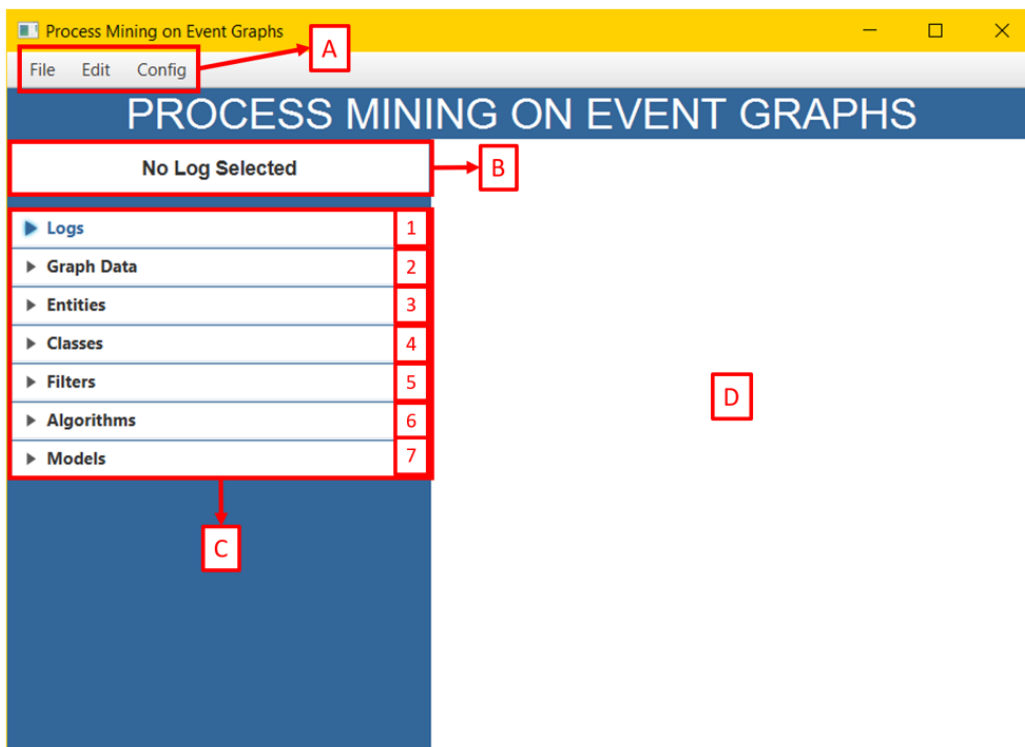 Process Mining on Event Graphs
A
File Edit Config
PROCESS MINING ON EVENT GRAPHS
No Log Selected
B
Logs 1
Graph Data 2
Entities 3
Classes 4
Filters 5
D
Algorithms 6
Models 7
C